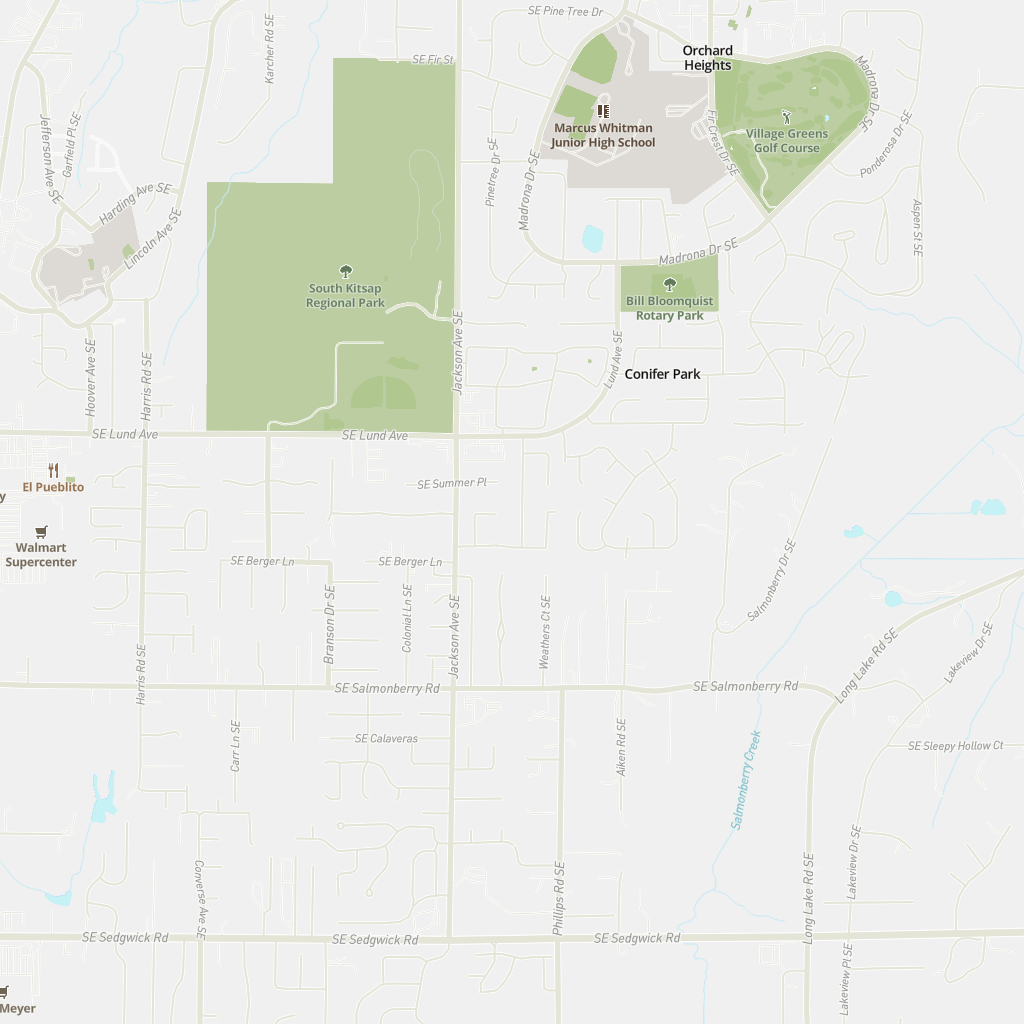 SE Pine Tree Dr
Karcher Rd SE
SE Fir St
Orchard
Heights
Madrona Dr SE
Jefferson Ave SE
Garfield Pl SE
Marcus Whitman
Junior High School
Fir Crest Dr SE
Village Greens
Golf Course
Ponderosa Dr SE
Pinetree Dr SE
Madrona Dr SE
Harding Ave SE
Lincoln Ave SE
Aspen St SE
Madrona Dr SE
South Kitsap
Regional Park
Bill Bloomquist
Rotary Park
Jackson Ave SE
Lund Ave SE
Conifer Park
Hoover Ave SE
Harris Rd SE
SE Lund Ave
SE Lund Ave
El Pueblito
y
SE Summer Pl
Walmart
Supercenter
SE Berger Ln
SE Berger Ln
Salmonberry Dr SE
Branson Dr SE
Colonial Ln SE
Jackson Ave SE
Weathers Ct SE
Long Lake Rd SE
Lakeview Dr SE
Harris Rd SE
SE Salmonberry Rd
SE Salmonberry Rd
Carr Ln SE
SE Calaveras
Aiken Rd SE
SE Sleepy Hollow Ct
Salmonberry Creek
Converse Ave SE
Phillips Rd SE
Long Lake Rd SE
Lakeview Dr SE
SE Sedgwick Rd
SE Sedgwick Rd
SE Sedgwick Rd
Lakeview Pl SE
Meyer